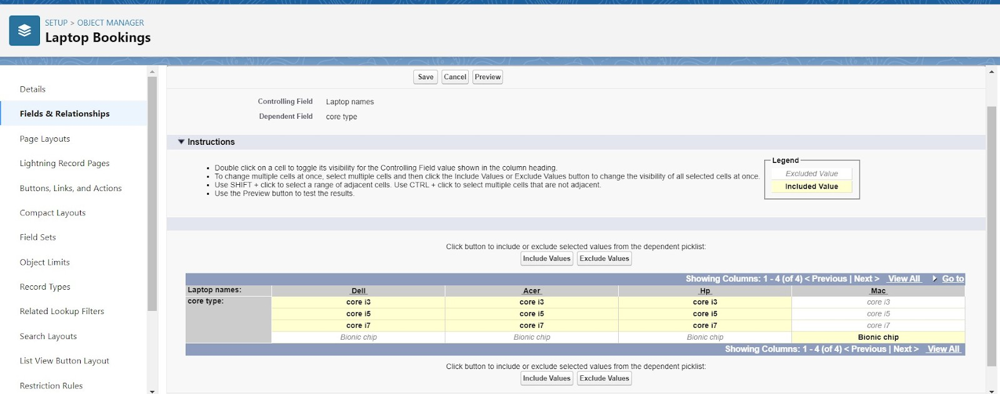 SETUP > OBJECT MANAGER
Laptop Bookings
Details
Fields & Relationships
Page Layouts
Lightning Record Pages
Buttons, Links, and Actions
Compact Layouts
Field Sets
Object Limits
Record Types
Related Lookup Filters
Search Layouts
List View Button Layout
Restriction Rules
Save Cancel Preview
Controlling Field Laptop names
Dependent Field core type
Instructions
Double click on a cell to toggle its visibility for the Controlling Field value shown in the column heading.
To change multiple cells at once, select multiple cells and then click the Include Values or Exclude Values button to change the visibility of all selected cells at once.
Use SHIFT + click to select a range of adjacent cells. Use CTRL + click to select multiple cells that are not adjacent.
Use the Preview button to test the results.
Legend
Excluded Value
Included Value
Click button to include or exclude selected values from the dependent picklist:
Include Values Exclude Values
Showing Columns: 1 - 4 (of 4) < Previous | Next > View All Go to
Laptop names: Dell Acer Hp Mac
core type: core i3 core i3 core i3 core i3
core i5 core i5 core i5 core i5
core i7 core i7 core i7 core i7
Bionic chip Bionic chip Bionic chip Bionic chip
Showing Columns: 1 - 4 (of 4) < Previous | Next > View All
Click button to include or exclude selected values from the dependent picklist:
Include Values Exclude Values